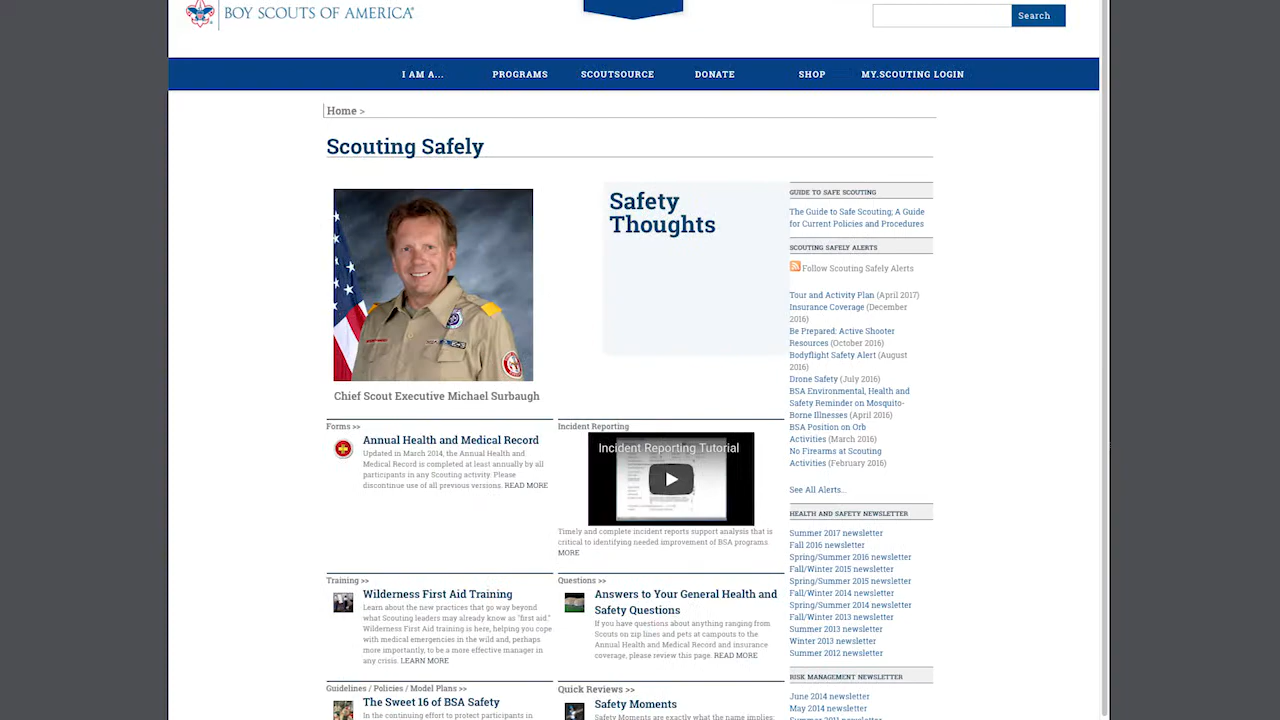 BOY SCOUTS OF AMERICA®
Search
I AM A...
PROGRAMS
SCOUTSOURCE
DONATE
SHOP
MY.SCOUTING LOGIN
Home >
Scouting Safely
Chief Scout Executive Michael Surbaugh
Safety
Thoughts
Forms >>
Annual Health and Medical Record
Updated in March 2014, the Annual Health and
Medical Record is completed at least annually by all
participants in any Scouting activity. Please
discontinue use of all previous versions. READ MORE
Incident Reporting
Incident Reporting Tutorial
Timely and complete incident reports support analysis that is
critical to identifying needed improvement of BSA programs.
MORE
Training >>
Wilderness First Aid Training
Learn about the new practices that go way beyond
what Scouting leaders may already know as "first aid."
Wilderness First Aid training is here, helping you cope
with medical emergencies in the wild and, perhaps
more importantly, to be a more effective manager in
any crisis. LEARN MORE
Questions >>
Answers to Your General Health and
Safety Questions
If you have questions about anything ranging from
Scouts on zip lines and pets at campouts to the
Annual Health and Medical Record and insurance
coverage, please review this page. READ MORE
Guidelines / Policies / Model Plans >>
The Sweet 16 of BSA Safety
In the continuing effort to protect participants in
Quick Reviews >>
Safety Moments
Safety Moments are exactly what the name implies:
GUIDE TO SAFE SCOUTING
The Guide to Safe Scouting; A Guide
for Current Policies and Procedures
SCOUTING SAFELY ALERTS
Follow Scouting Safely Alerts
Tour and Activity Plan (April 2017)
Insurance Coverage (December
2016)
Be Prepared: Active Shooter
Resources (October 2016)
Bodyflight Safety Alert (August
2016)
Drone Safety (July 2016)
BSA Environmental, Health and
Safety Reminder on Mosquito-
Borne Illnesses (April 2016)
BSA Position on Orb
Activities (March 2016)
No Firearms at Scouting
Activities (February 2016)
See All Alerts...
HEALTH AND SAFETY NEWSLETTER
Summer 2017 newsletter
Fall 2016 newsletter
Spring/Summer 2016 newsletter
Fall/Winter 2015 newsletter
Spring/Summer 2015 newsletter
Fall/Winter 2014 newsletter
Spring/Summer 2014 newsletter
Fall/Winter 2013 newsletter
Summer 2013 newsletter
Winter 2013 newsletter
Summer 2012 newsletter
RISK MANAGEMENT NEWSLETTER
June 2014 newsletter
May 2014 newsletter